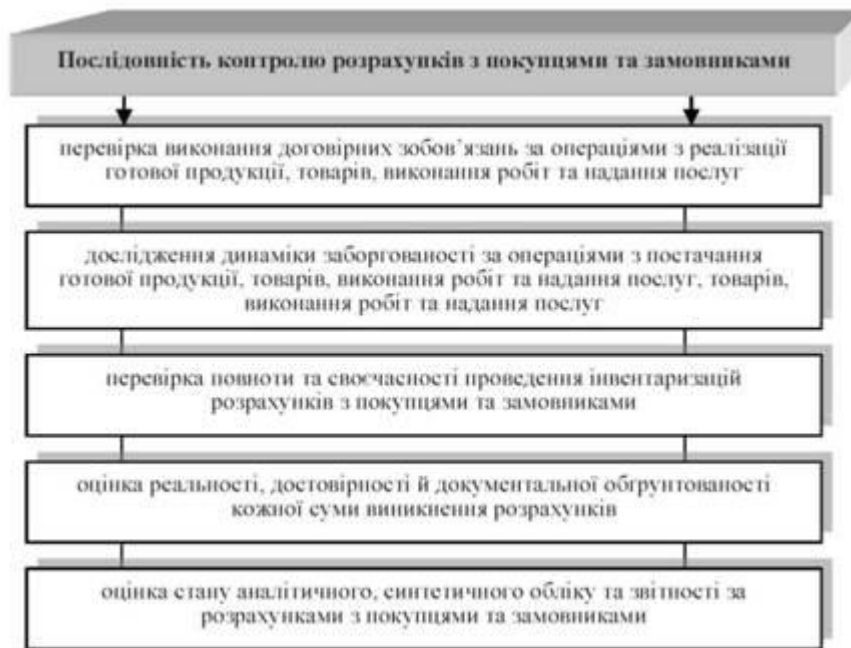 Послідовність контролю розрахунків з покупцями та замовниками
перевірка виконання договірних зобов'язань за операціями з реалізації
готової продукції, товарів, виконання робіт та надання послуг
дослідження динаміки заборгованості за операціями з постачання
готової продукції, товарів, виконання робіт та надання послуг, товарів,
виконання робіт та надання послуг
перевірка повноти та своєчасності проведення інвентаризацій
розрахунків з покупцями та замовниками
оцінка реальності, достовірності й документальної обґрунтованості
кожної суми виникнення розрахунків
оцінка стану аналітичного, синтетичного обліку та звітності за
розрахунками з покупцями та замовниками